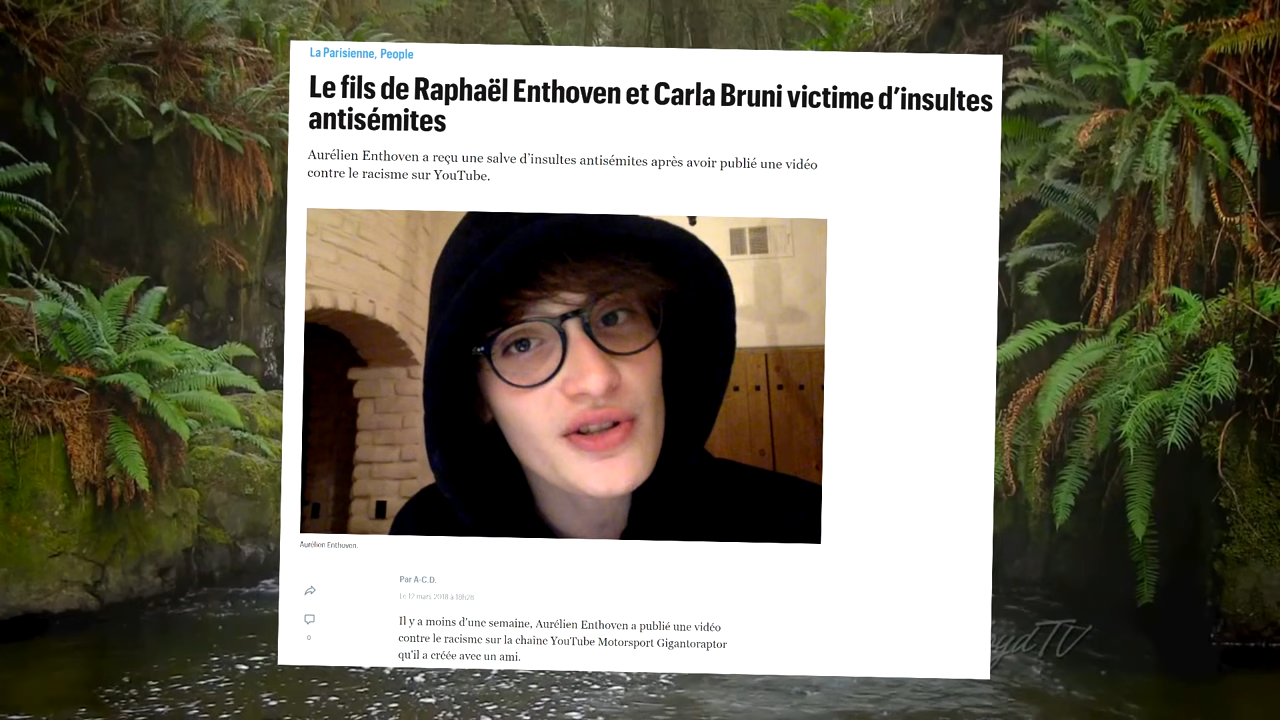 La Parisienne, People
Le fils de Raphaël Enthoven et Carla Bruni victime d'insultes
antisémites
Aurélien Enthoven a reçu une salve d'insultes antisémites après avoir publié une vidéo
contre le racisme sur YouTube.
Aurélien Enthoven.
Par A-C.D.
Le 17 mars 2018 à 18h26
0
Il y a moins d'une semaine, Aurélien Enthoven a publié une vidéo
contre le racisme sur la chaîne YouTube Motorsport Gigantoraptor
qu'il a créée avec un ami.